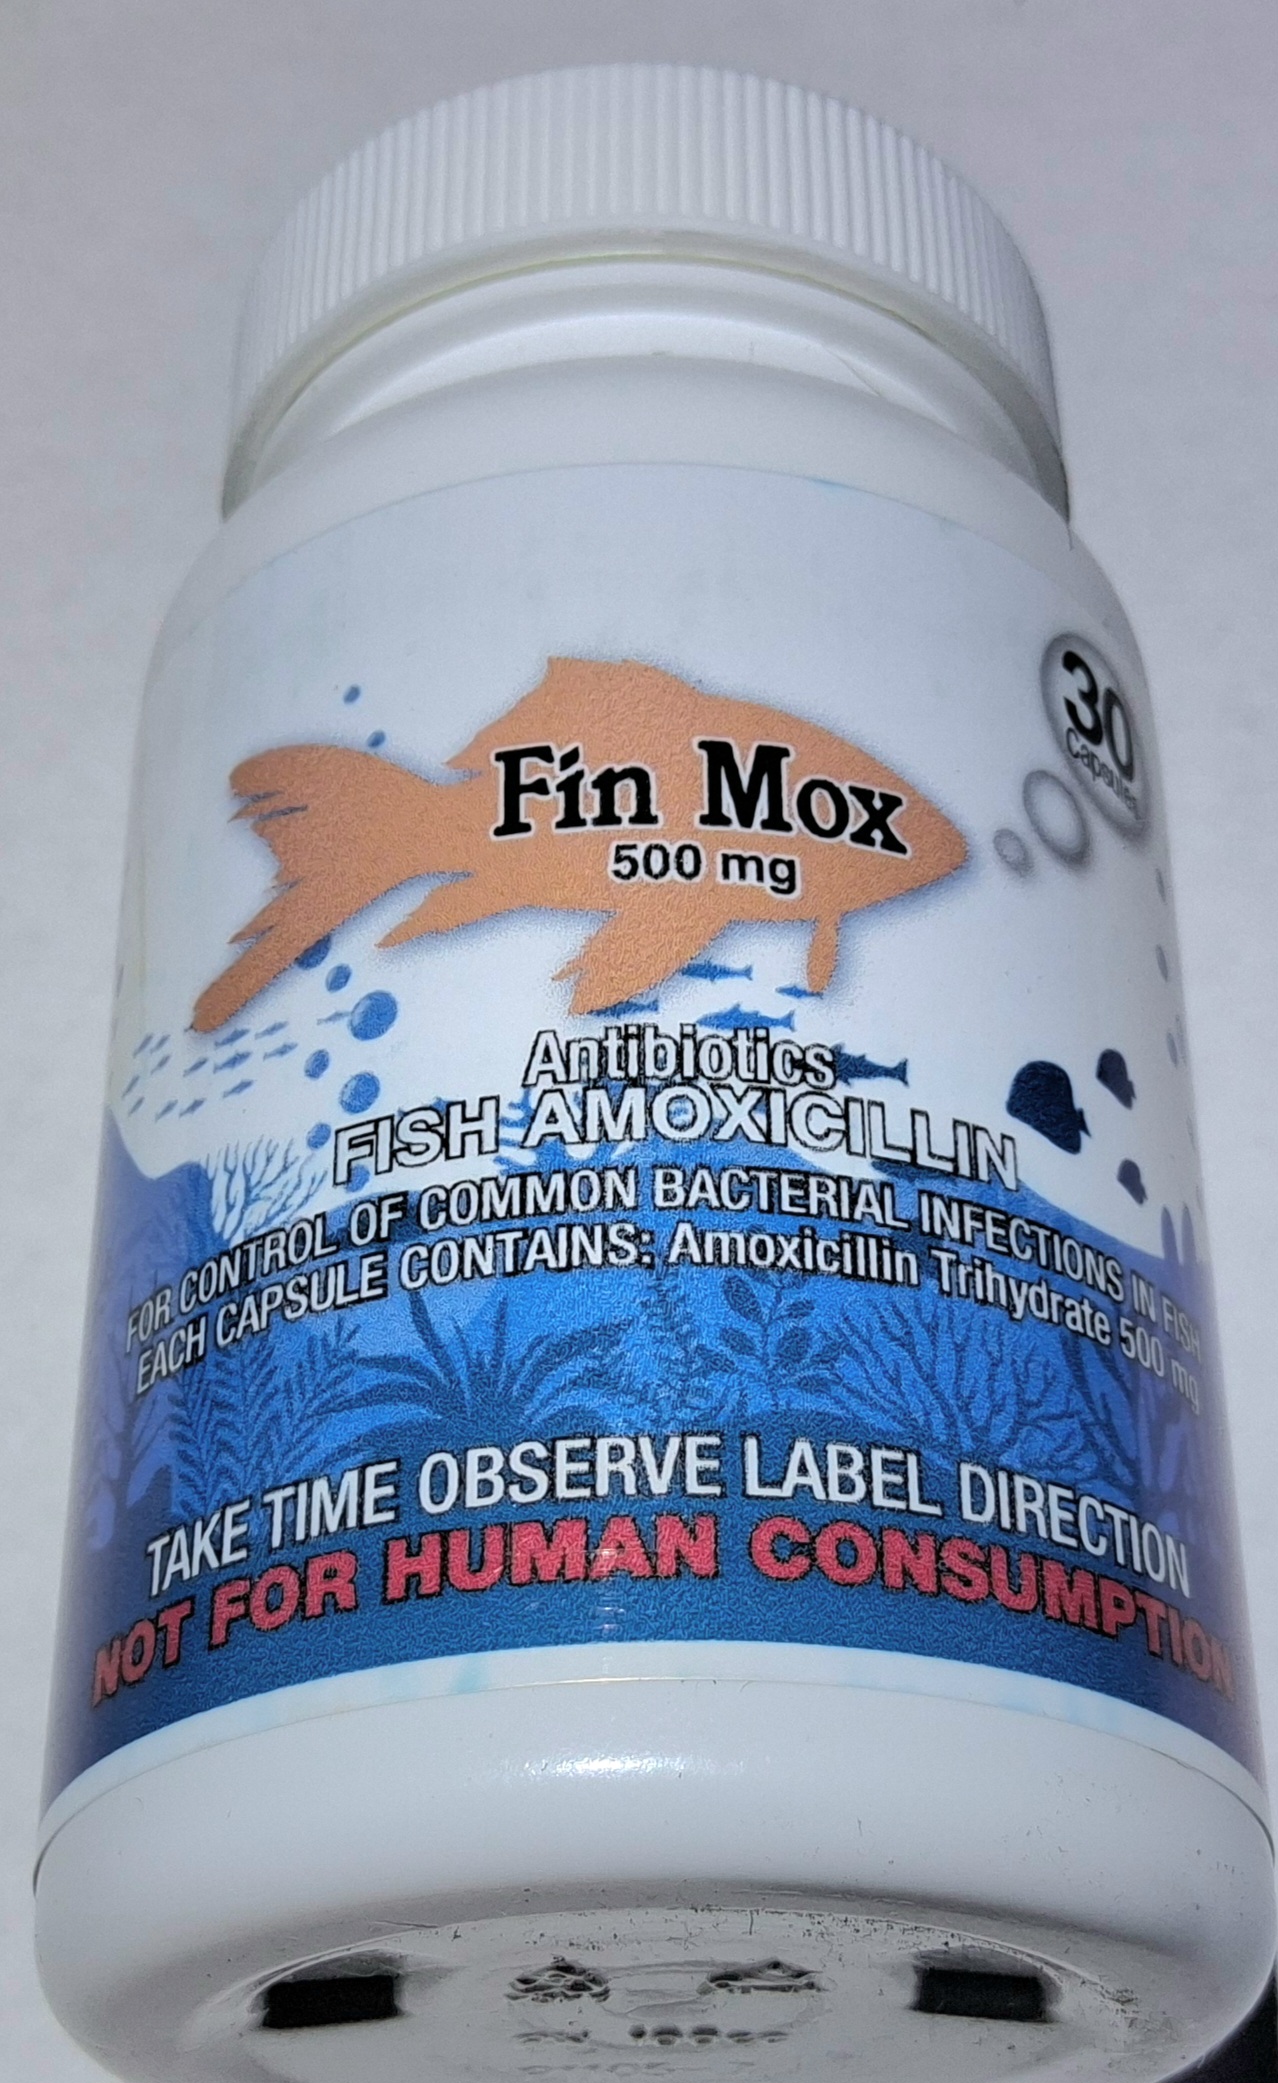 30
Capsules
Fin Mox
500 mg
Antibiotics
FISH AMOXICILLIN
FOR CONTROL OF COMMON BACTERIAL INFECTIONS IN FISH
EACH CAPSULE CONTAINS: Amoxicillin Trihydrate 500 mg
TAKE TIME OBSERVE LABEL DIRECTION
NOT FOR HUMAN CONSUMPTION